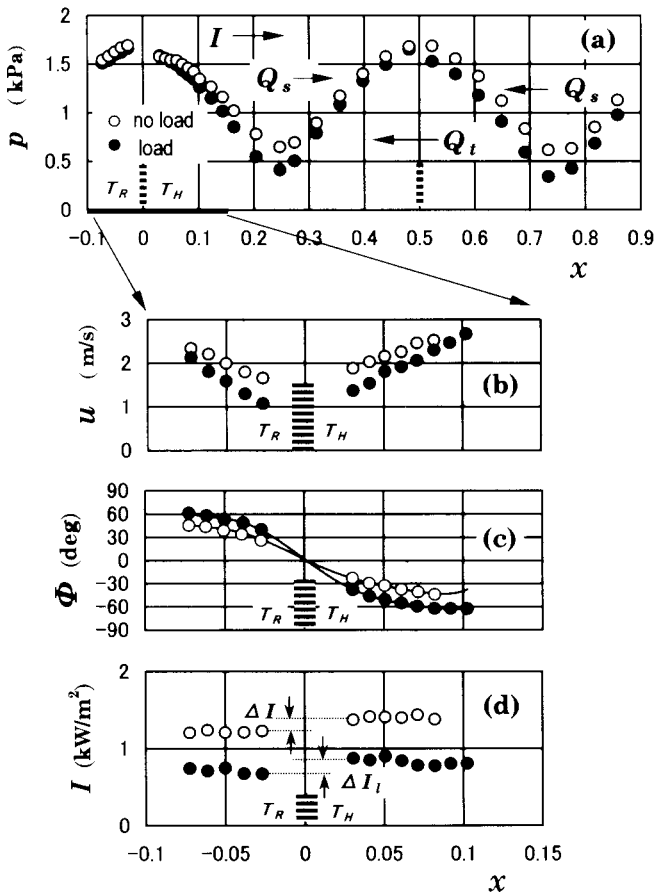 (a)
p (kPa)
2
1.5
1
0.5
0
I
Q_s
Q_s
Q_t
no load
load
T_R T_H
-0.1 0 0.1 0.2 0.3 0.4 0.5 0.6 0.7 0.8 0.9
x
(b)
u (m/s)
3
2
1
0
T_R T_H
(c)
Φ (deg)
90
60
30
0
-30
-60
-90
T_R T_H
(d)
I (kW/m²)
2
1
0
ΔI
ΔI_l
T_R T_H
-0.1 -0.05 0 0.05 0.1 0.15
x